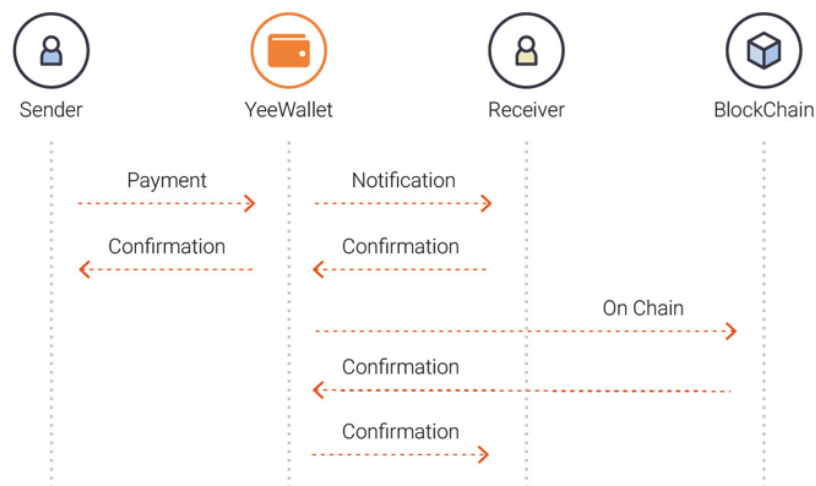 Sender
YeeWallet
Receiver
BlockChain
Payment
Notification
Confirmation
Confirmation
On Chain
Confirmation
Confirmation